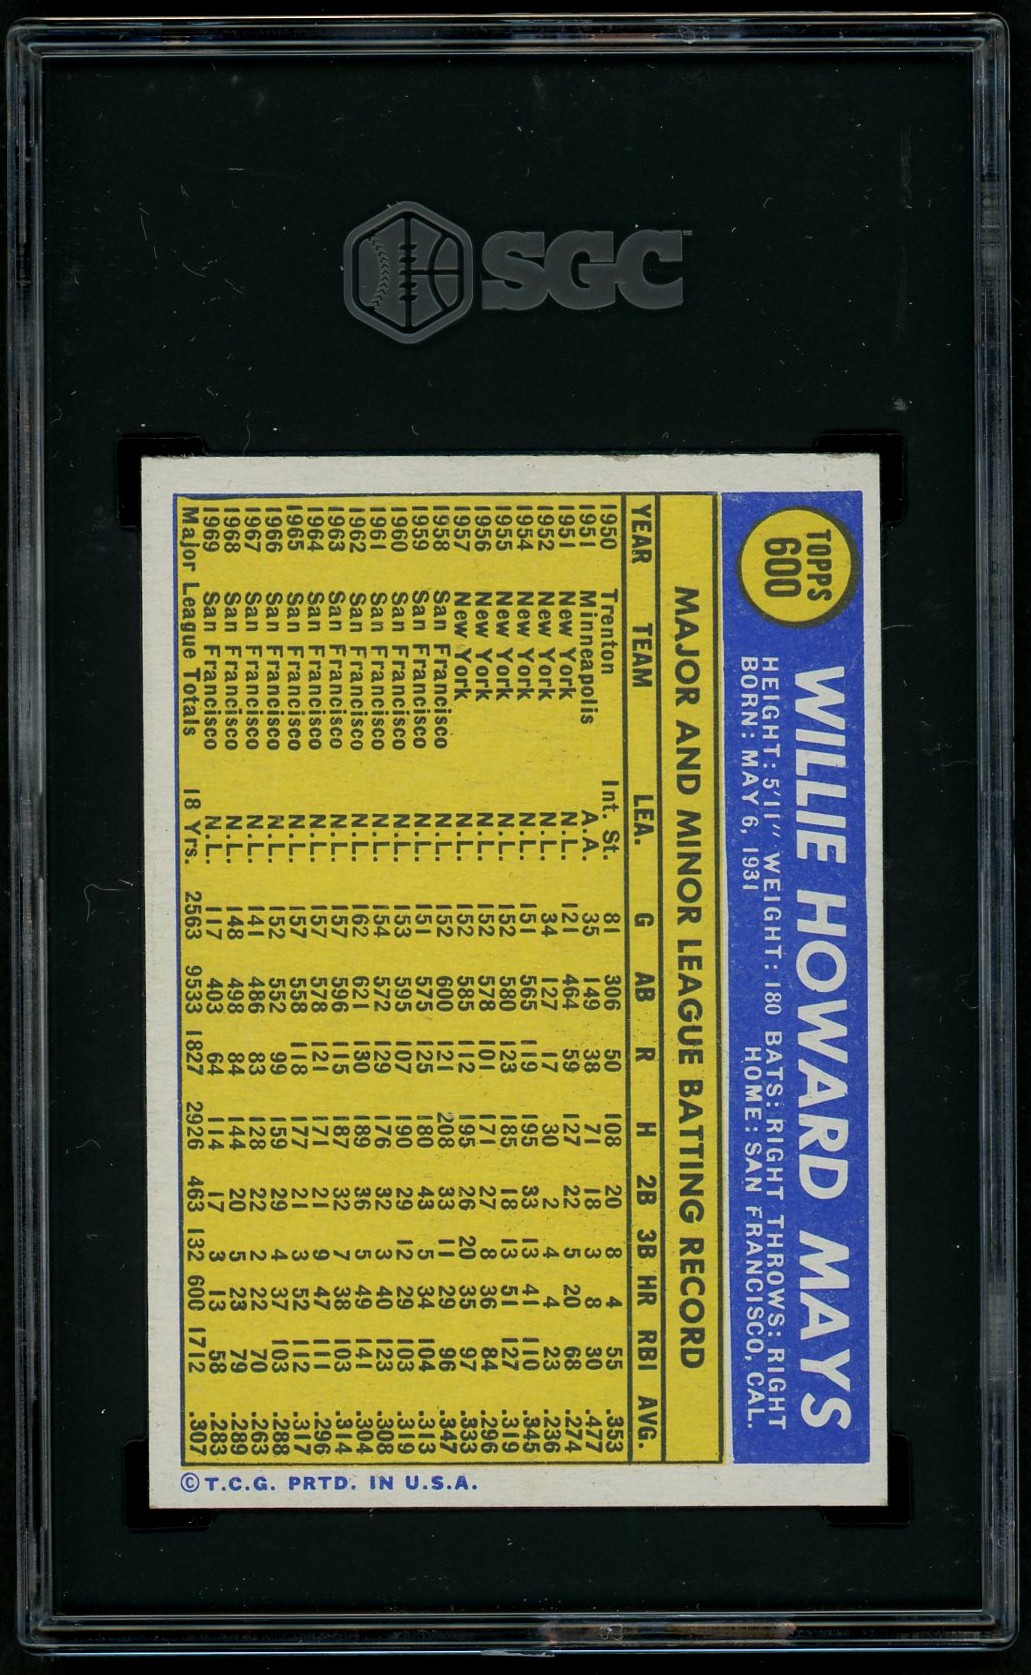 SGC
TOPPS
600
WILLIE HOWARD MAYS
HEIGHT: 5'11" WEIGHT: 180 BATS: RIGHT THROWS: RIGHT
BORN: MAY 6, 1931 HOME: SAN FRANCISCO, CAL.
MAJOR AND MINOR LEAGUE BATTING RECORD
YEAR TEAM LEA. G AB R H 2B 3B HR RBI AVG.
1950 Trenton Int. St. 81 306 50 108 20 8 4 55 .353
1951 Minneapolis A.A. 35 149 38 71 18 3 8 30 .477
1951 New York N.L. 121 464 59 127 22 5 20 68 .274
1952 New York N.L. 34 127 17 30 2 4 4 23 .236
1954 New York N.L. 151 565 119 195 33 13 41 110 .345
1955 New York N.L. 152 580 123 185 18 13 51 127 .319
1956 New York N.L. 152 578 101 171 27 8 36 84 .296
1957 New York N.L. 152 585 112 195 26 20 35 97 .333
1958 San Francisco N.L. 152 600 121 208 33 11 29 96 .347
1959 San Francisco N.L. 151 575 125 180 43 5 34 104 .313
1960 San Francisco N.L. 153 595 107 190 29 12 29 103 .319
1961 San Francisco N.L. 154 572 129 176 32 3 40 123 .308
1962 San Francisco N.L. 162 621 130 189 36 5 49 141 .304
1963 San Francisco N.L. 157 596 115 187 32 7 38 103 .314
1964 San Francisco N.L. 157 578 121 171 21 9 47 111 .296
1965 San Francisco N.L. 157 558 118 177 21 3 52 112 .317
1966 San Francisco N.L. 152 552 99 159 29 4 37 103 .288
1967 San Francisco N.L. 141 486 83 128 22 2 22 70 .263
1968 San Francisco N.L. 148 498 84 144 20 5 23 79 .289
1969 San Francisco N.L. 117 403 64 114 17 3 13 58 .283
Major League Totals 18 Yrs. 2563 9533 1827 2926 463 132 600 1712 .307
© T.C.G. PRTD. IN U.S.A.